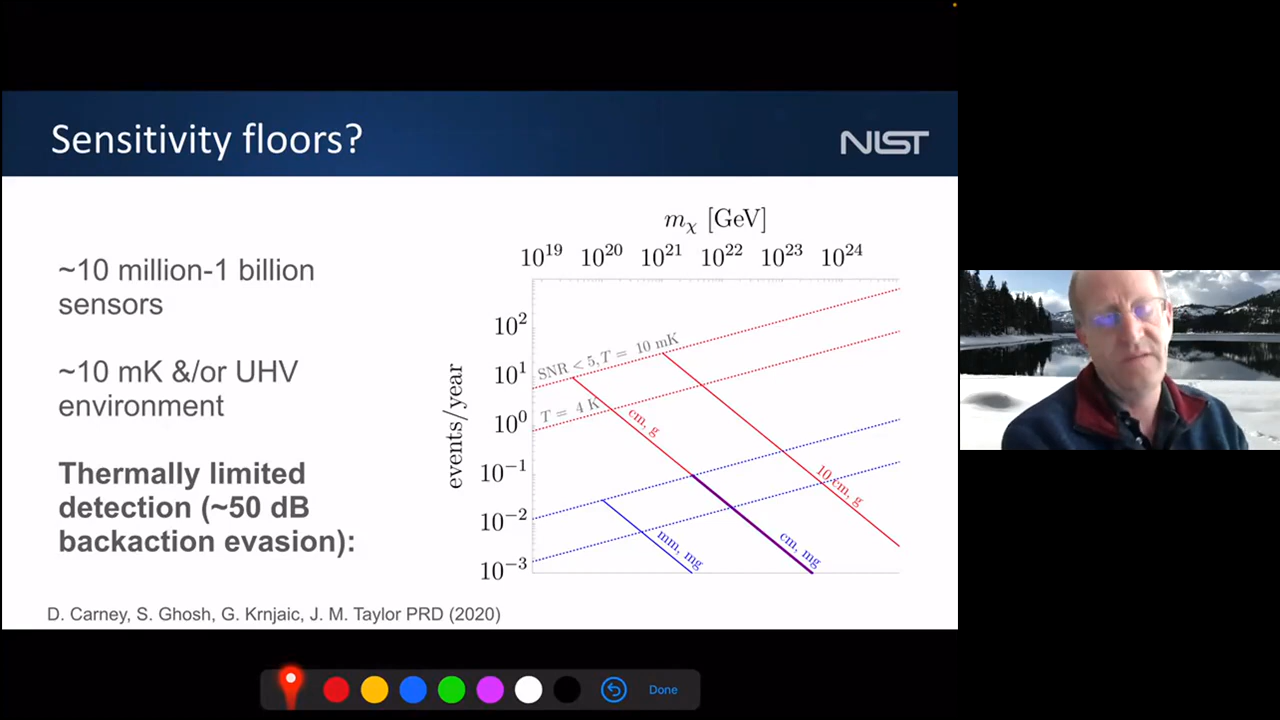 Sensitivity floors?
NIST
~10 million-1 billion
sensors
~10 mK &/or UHV
environment
Thermally limited
detection (~50 dB
backaction evasion):
m_χ [GeV]
10^19 10^20 10^21 10^22 10^23 10^24
events/year
10^2
10^1
10^0
10^-1
10^-2
10^-3
SNR < 5, T = 10 mK
T = 4 K
cm, g
10 cm, g
mm, mg
cm, mg
D. Carney, S. Ghosh, G. Krnjaic, J. M. Taylor PRD (2020)
Done